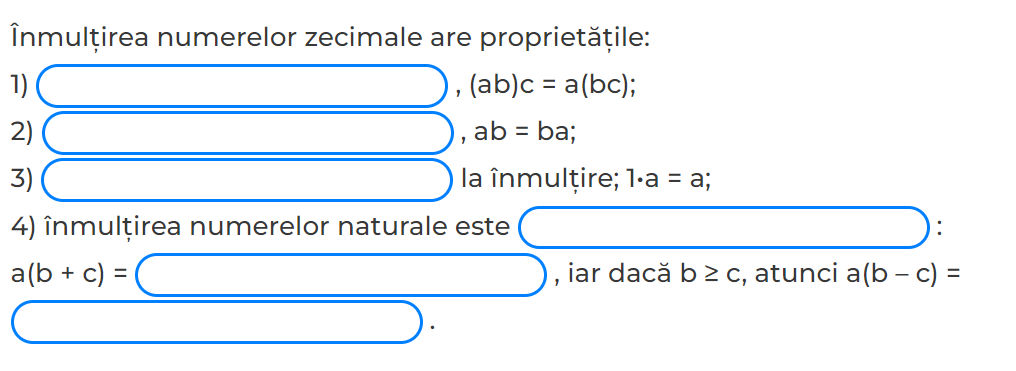 Înmulțirea numerelor zecimale are proprietățile:
1) , (ab)c = a(bc);
2) , ab = ba;
3) la înmulțire; 1·a = a;
4) înmulțirea numerelor naturale este :
a(b + c) = , iar dacă b ≥ c, atunci a(b – c) =
.